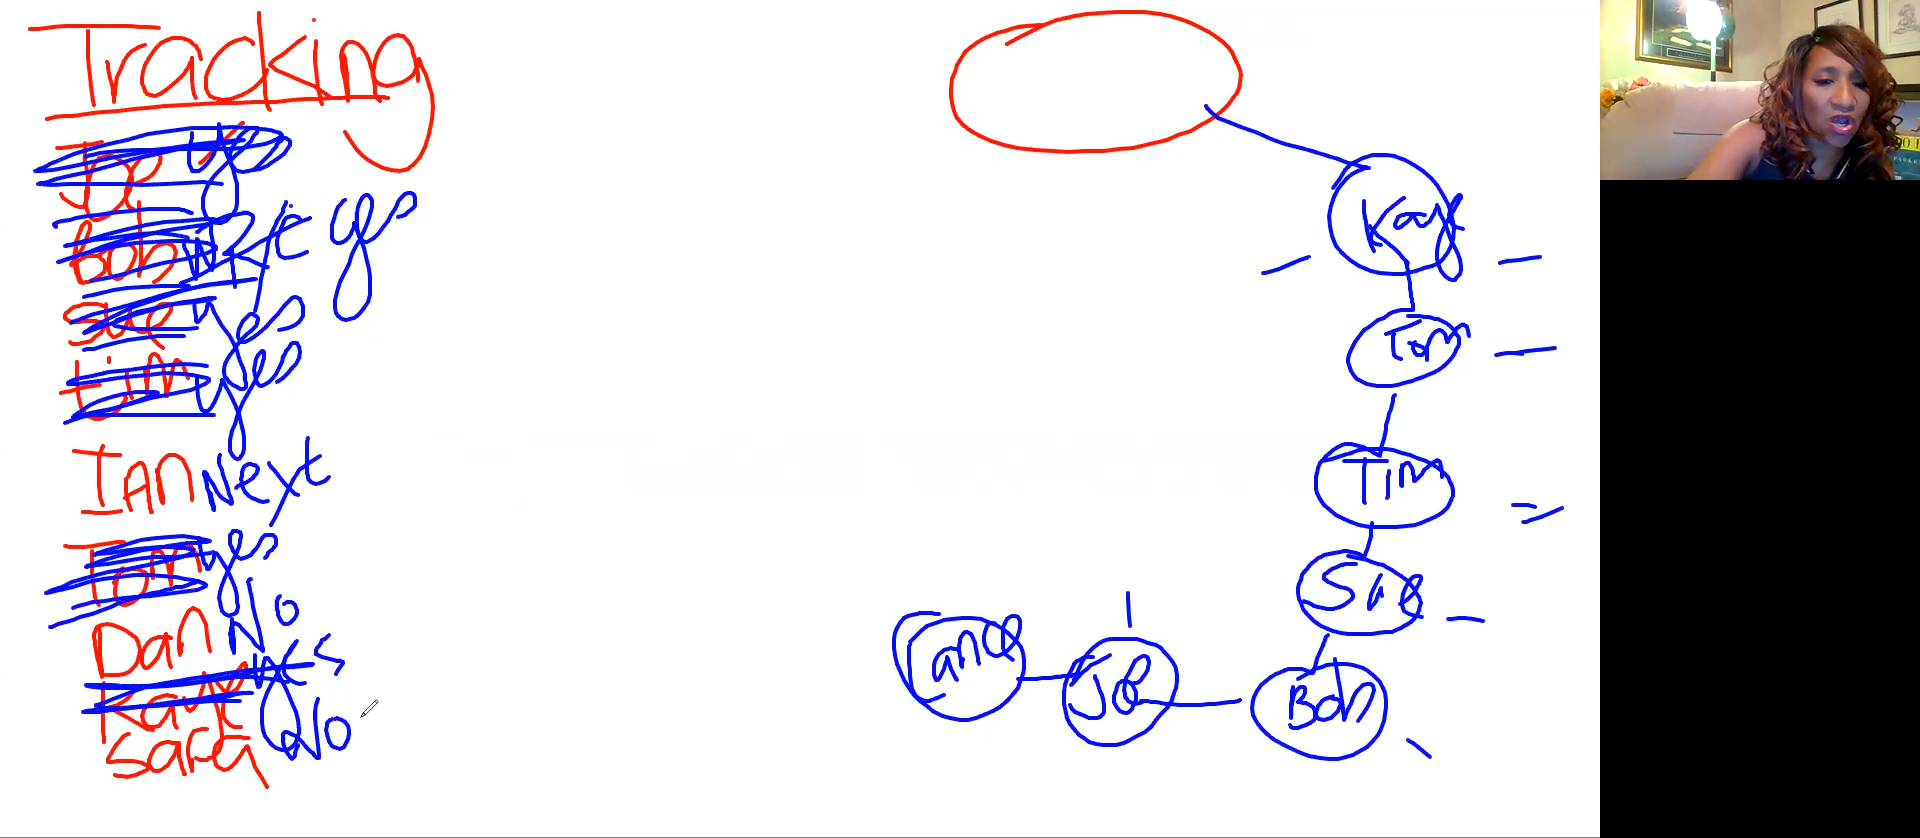 Tracking
Joe yes
Bob Next yes
Sue yes
tim yes
IAN Next
Tom yes
Dan No
Kaye yes
Sara No
Kaye
Tom
TIM
Sue
Lance
Joe
Bob